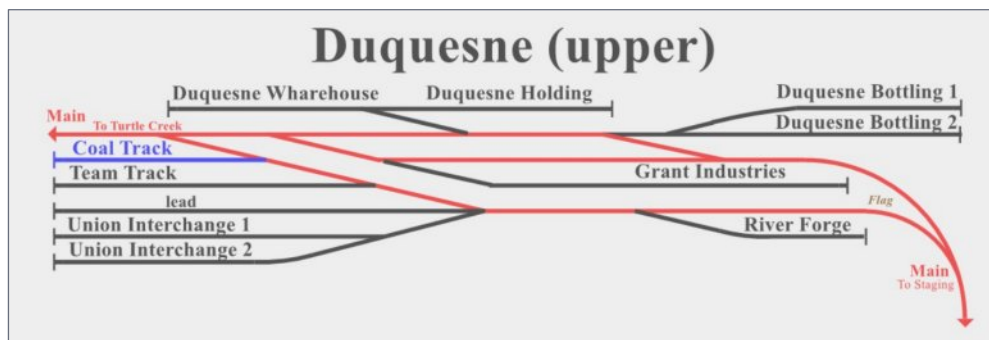 Duquesne (upper)
Duquesne Wharehouse
Duquesne Holding
Duquesne Bottling 1
Main
To Turtle Creek
Duquesne Bottling 2
Coal Track
Team Track
Grant Industries
lead
Flag
Union Interchange 1
River Forge
Union Interchange 2
Main
To Staging